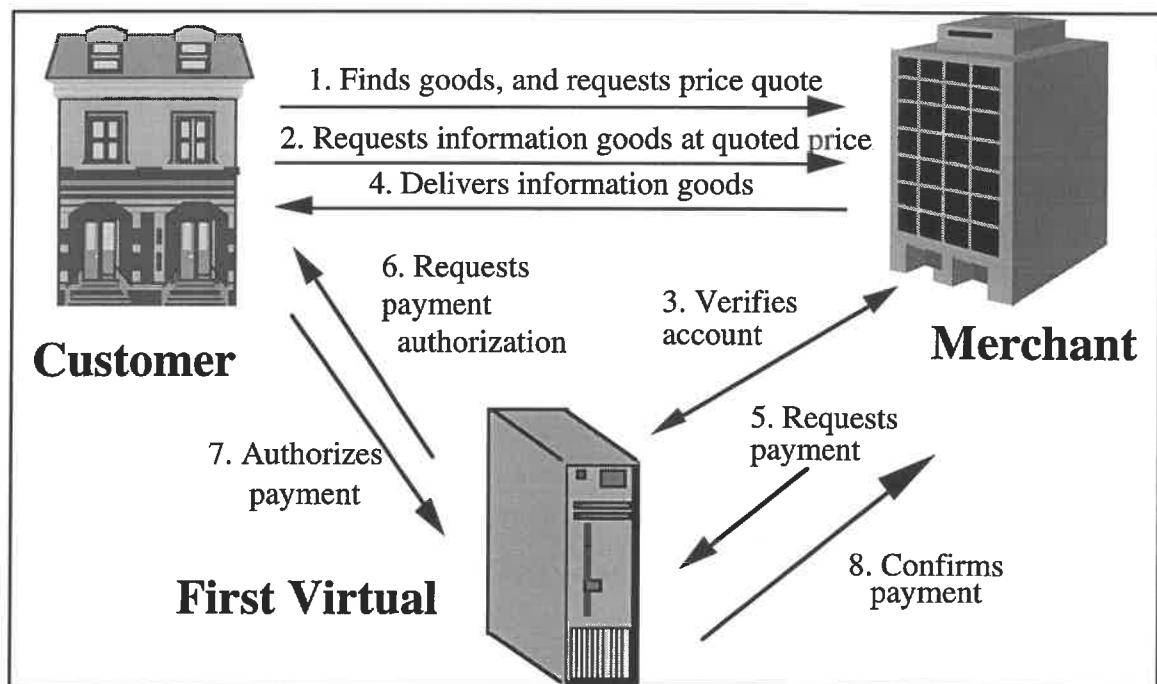 1. Finds goods, and requests price quote
2. Requests information goods at quoted price
4. Delivers information goods
6. Requests
payment
authorization
3. Verifies
account
Customer
Merchant
5. Requests
payment
7. Authorizes
payment
8. Confirms
payment
First Virtual